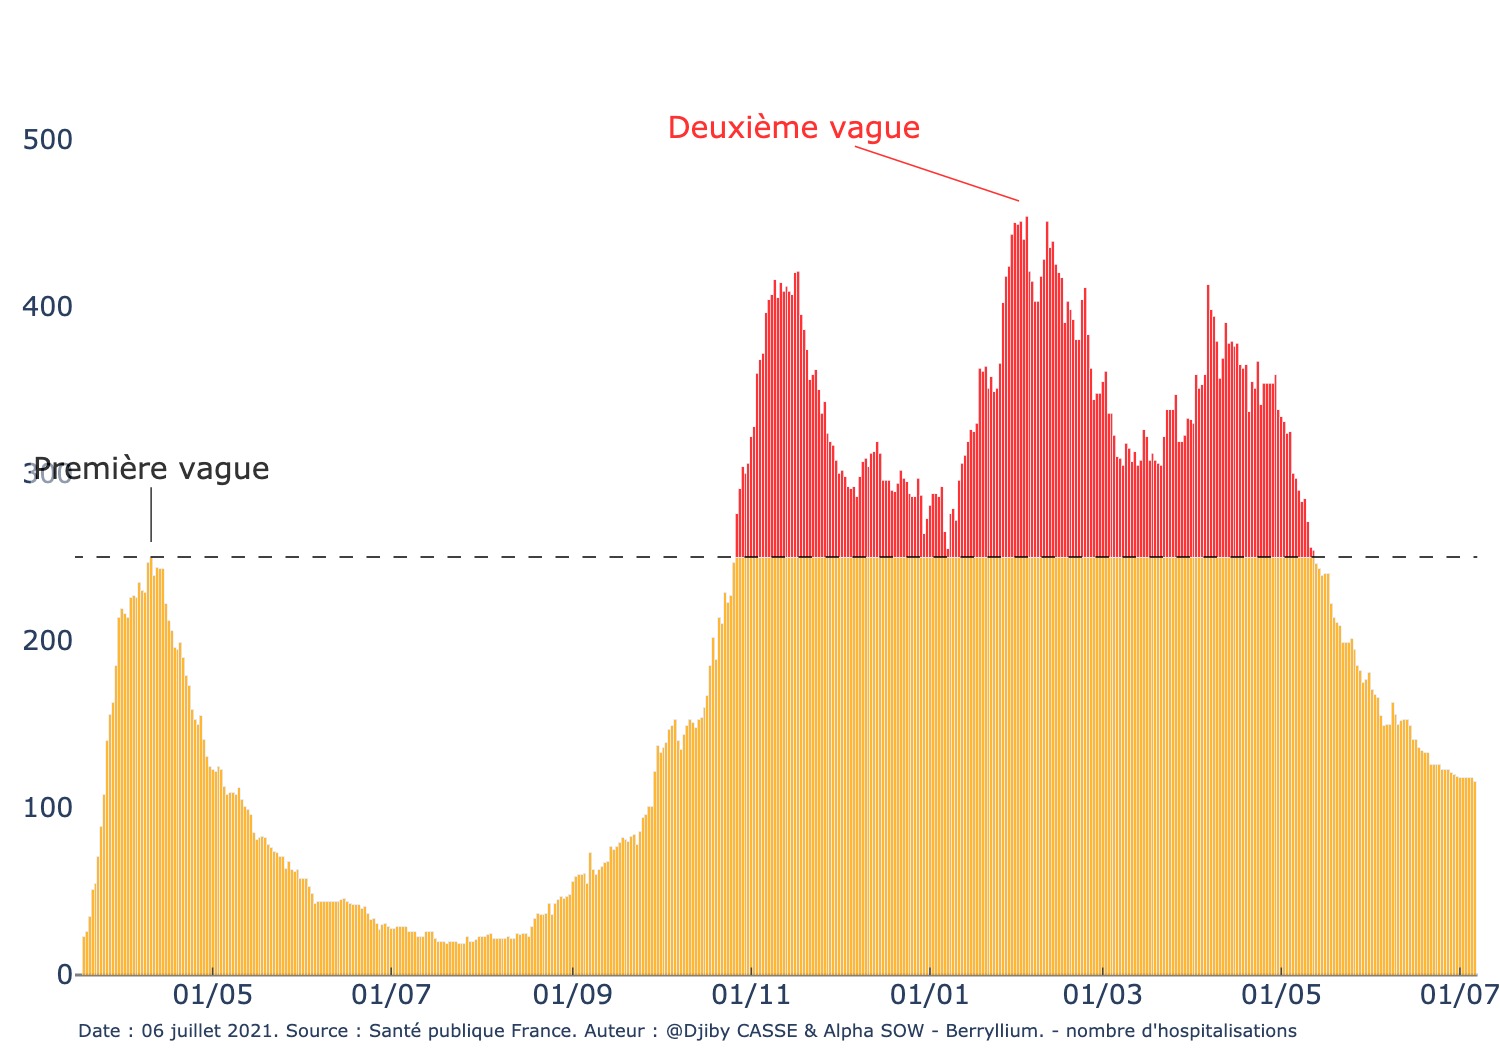 Deuxième vague
500
400
Première vague
300
200
100
0
01/05 01/07 01/09 01/11 01/01 01/03 01/05 01/07
Date : 06 juillet 2021. Source : Santé publique France. Auteur : @Djiby CASSE & Alpha SOW - Berryllium. - nombre d'hospitalisations